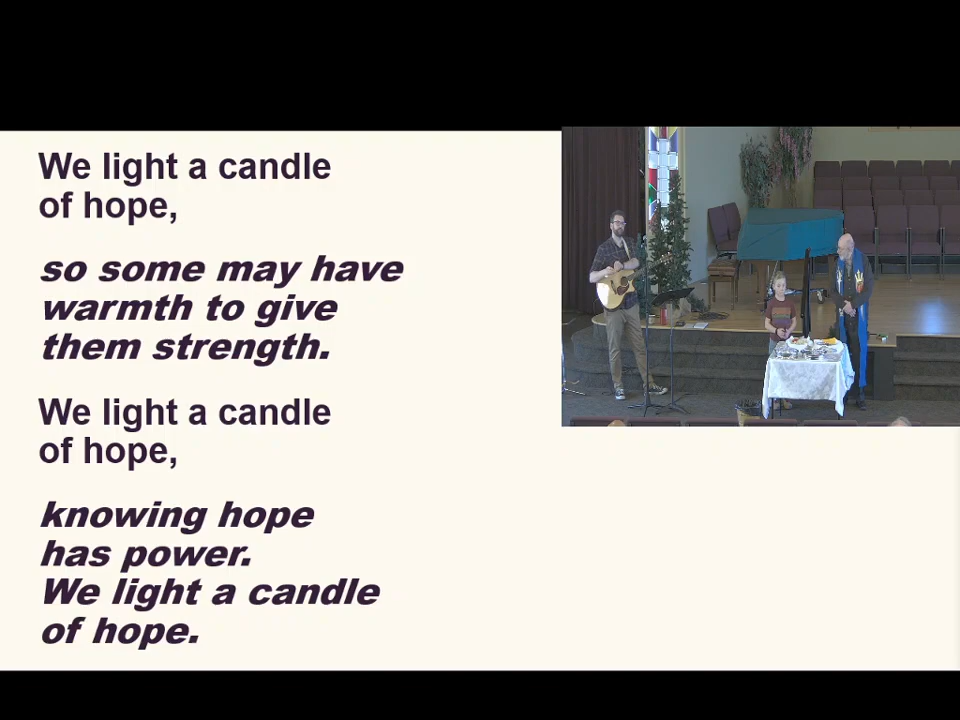 We light a candle
of hope,
so some may have
warmth to give
them strength.
We light a candle
of hope,
knowing hope
has power.
We light a candle
of hope.